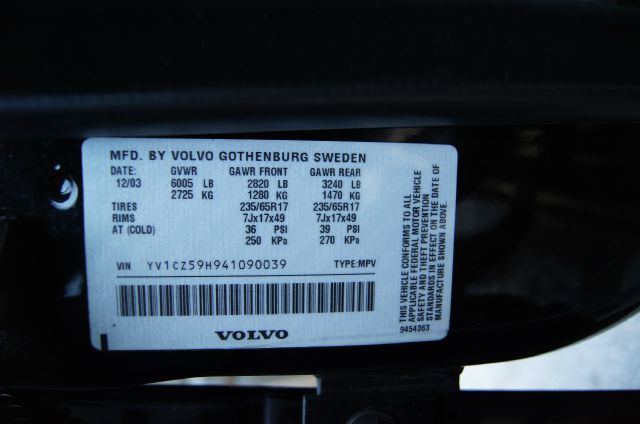 MFD. BY VOLVO GOTHENBURG SWEDEN
DATE: GVWR GAWR FRONT GAWR REAR
12/03 6005 LB 2820 LB 3240 LB
2725 KG 1280 KG 1470 KG
TIRES 235/65R17 235/65R17
RIMS 7Jx17x49 7Jx17x49
AT (COLD) 36 PSI 39 PSI
250 KPa 270 KPa
VIN YV1CZ59H941090039 TYPE:MPV
VOLVO
THIS VEHICLE CONFORMS TO ALL
APPLICABLE FEDERAL MOTOR VEHICLE
SAFETY AND THEFT PREVENTION
STANDARDS IN EFFECT ON THE DATE OF
MANUFACTURE SHOWN ABOVE.
9454363